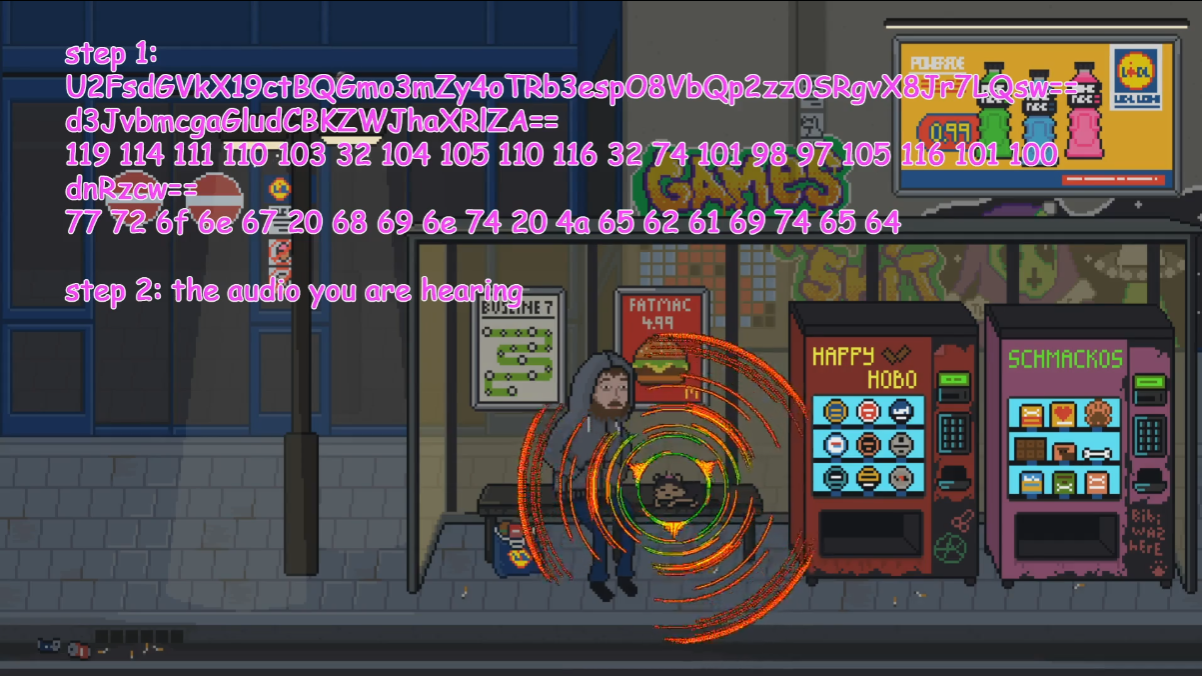 step 1:
U2FsdGVkX19ctBQGmo3mZy4oTRb3espO8VbQp2zz0SRgvX8Jr7LQsw==
d3JvbmcgaGludCBKZWJhaXRlZA==
119 114 111 110 103 32 104 105 110 116 32 74 101 98 97 105 116 101 100
dnRzcw==
77 72 6f 6e 67 20 68 69 6e 74 20 4a 65 62 61 69 74 65 64
step 2: the audio you are hearing
POWERADE
LODL
0.99
GAMES
SHIT
BUSLINE 7
FATMAC
4.99
HAPPY
HOBO
SCHMACKOS
Bibi
WAZ
hERE